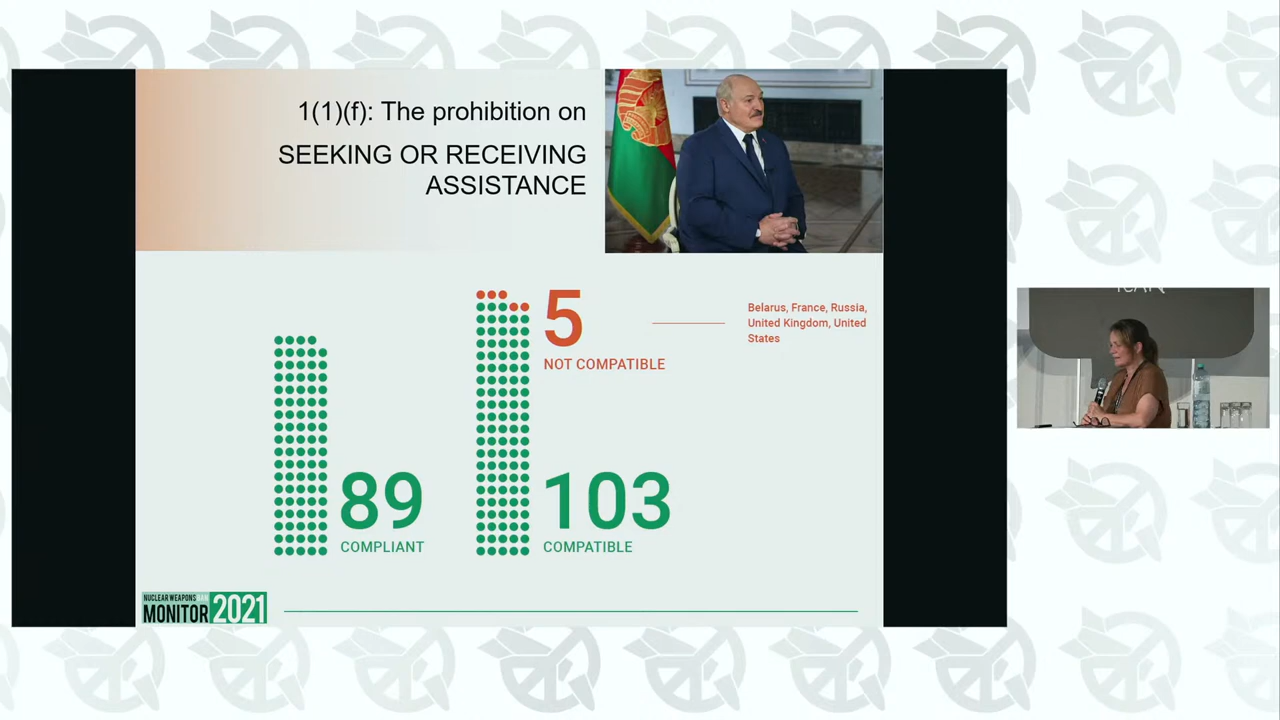 1(1)(f): The prohibition on
SEEKING OR RECEIVING
ASSISTANCE
5
NOT COMPATIBLE
Belarus, France, Russia,
United Kingdom, United
States
89
COMPLIANT
103
COMPATIBLE
NUCLEAR WEAPONS BAN
MONITOR 2021
ICAN